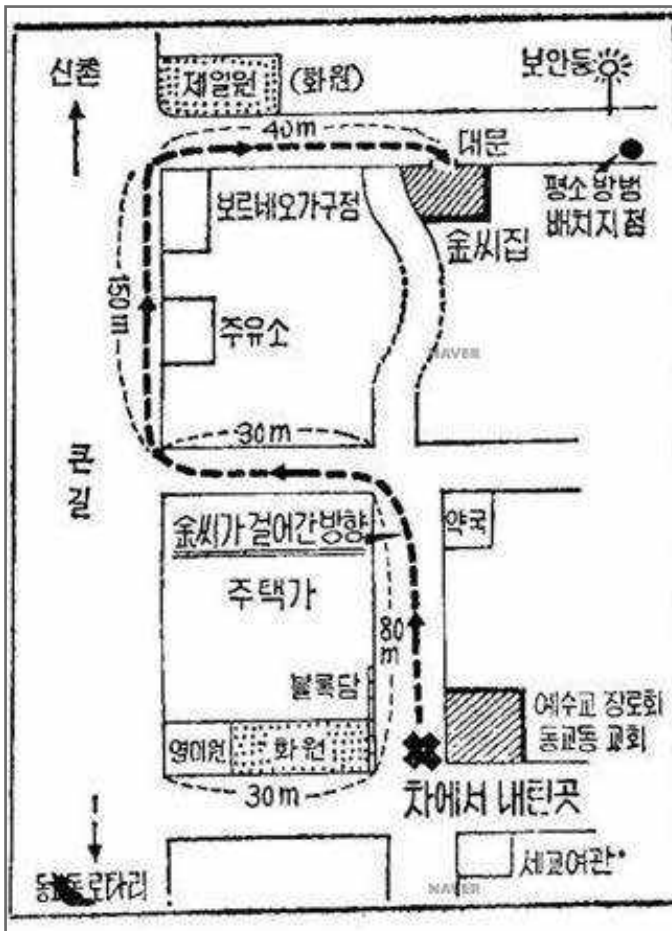 신촌
제일원
(화원)
보안등
40m
대문
평소 방범
배치지점
보르네오가구점
金씨집
150m
주유소
NAVER
30m
큰길
金씨가 걸어간 방향
약국
주택가
80m
블록담
영이원
화원
예수교 장로회
동교동 교회
30m
차에서 내린곳
로타리
세교여관
NAVER